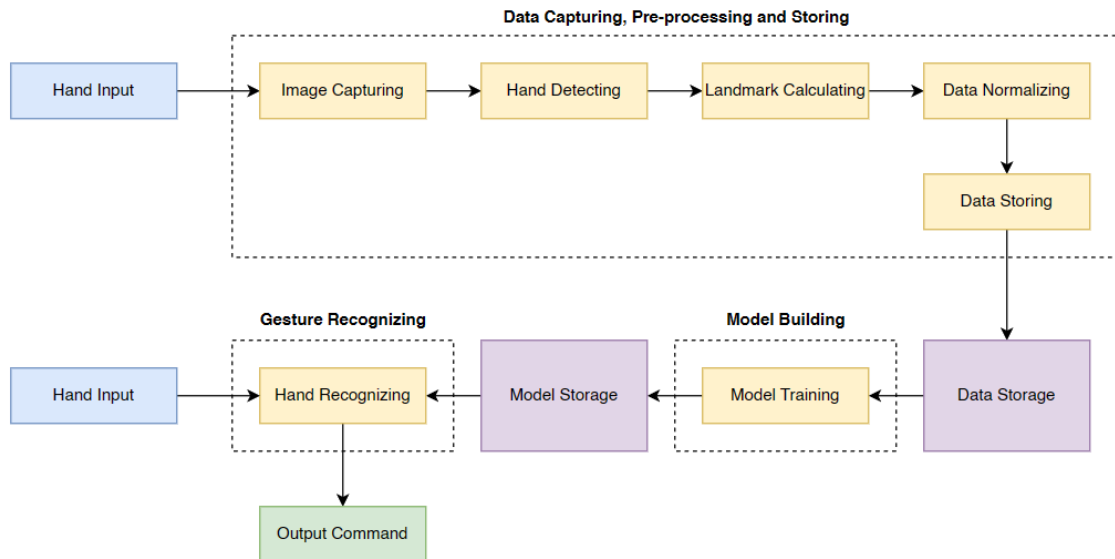 Data Capturing, Pre-processing and Storing
Hand Input
Image Capturing
Hand Detecting
Landmark Calculating
Data Normalizing
Data Storing
Gesture Recognizing
Model Building
Hand Input
Hand Recognizing
Model Storage
Model Training
Data Storage
Output Command